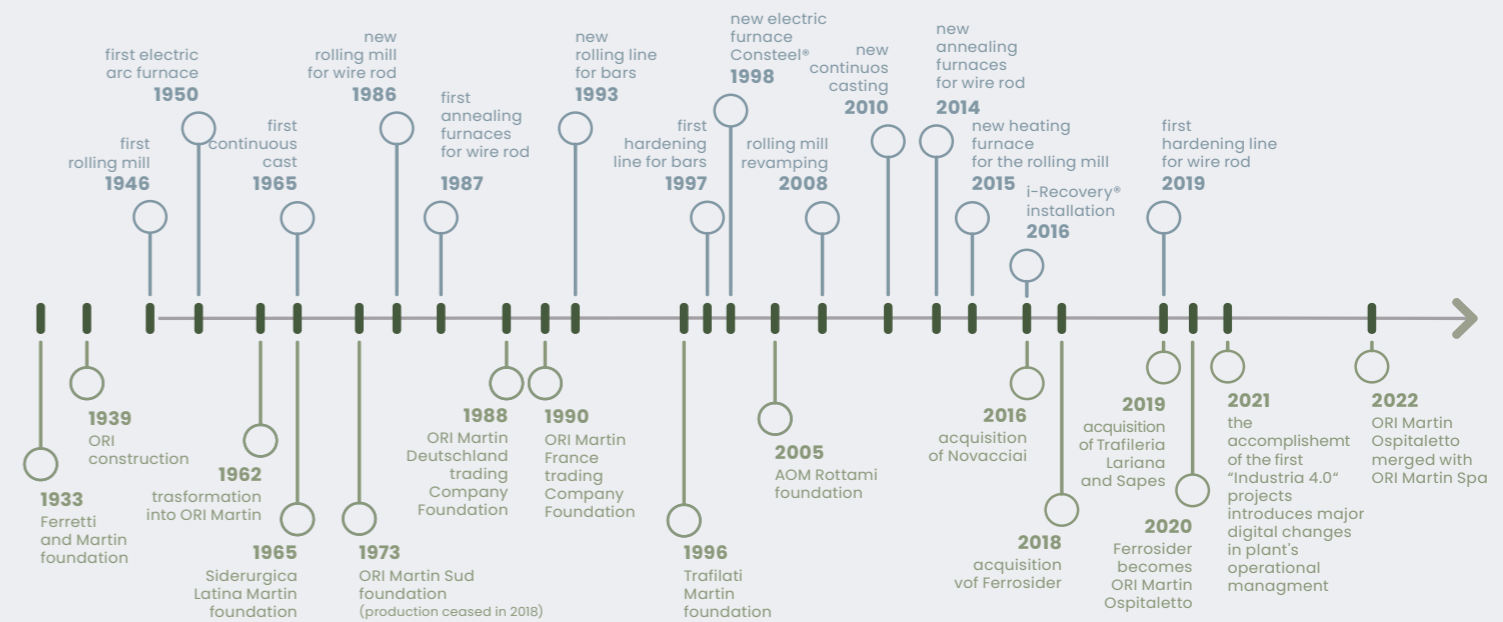 first electric
arc furnace
1950
new
rolling mill
for wire rod
1986
new
rolling line
for bars
1993
new electric
furnace
Consteel®
1998
new
continuos
casting
2010
new
annealing
furnaces
for wire rod
2014
first
rolling mill
1946
first
continuous
cast
1965
first
annealing
furnaces
for wire rod
1987
first
hardening
line for bars
1997
rolling mill
revamping
2008
new heating
furnace
for the rolling mill
2015
i-Recovery®
installation
2016
first
hardening line
for wire rod
2019
1933
Ferretti
and Martin
foundation
1939
ORI
construction
1962
trasformation
into ORI Martin
1965
Siderurgica
Latina Martin
foundation
1973
ORI Martin Sud
foundation
(production ceased in 2018)
1988
ORI Martin
Deutschland
trading
Company
Foundation
1990
ORI Martin
France
trading
Company
Foundation
1996
Trafilati
Martin
foundation
2005
AOM Rottami
foundation
2016
acquisition
of Novacciai
2018
acquisition
vof Ferrosider
2019
acquisition
of Trafileria
Lariana
and Sapes
2020
Ferrosider
becomes
ORI Martin
Ospitaletto
2021
the
accomplishemt
of the first
“Industria 4.0“
projects
introduces major
digital changes
in plant's
operational
managment
2022
ORI Martin
Ospitaletto
merged with
ORI Martin Spa